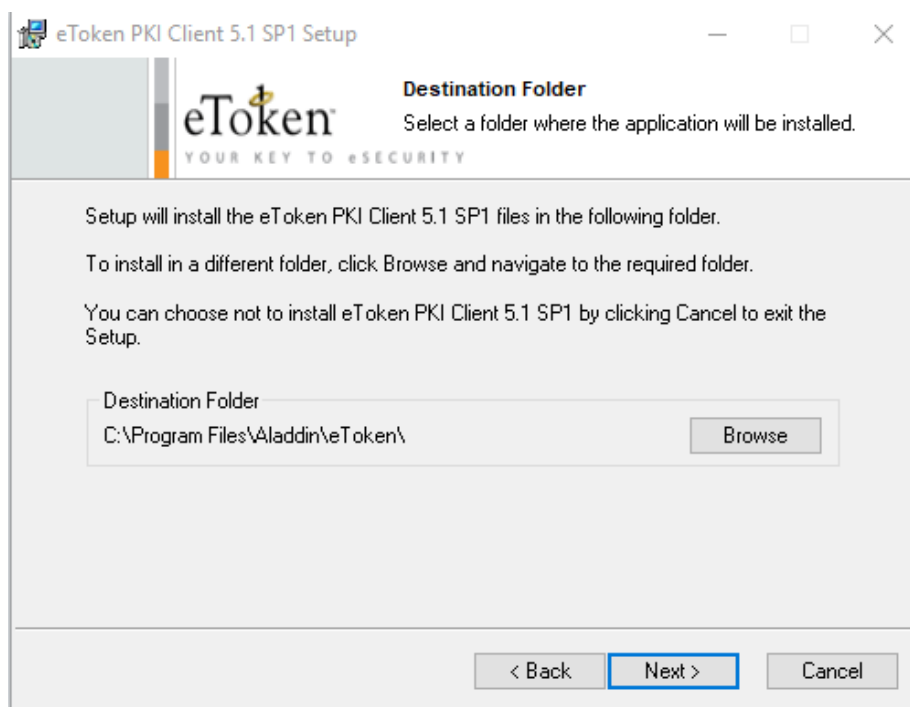 eToken PKI Client 5.1 SP1 Setup
eToken
YOUR KEY TO eSECURITY
Destination Folder
Select a folder where the application will be installed.
Setup will install the eToken PKI Client 5.1 SP1 files in the following folder.
To install in a different folder, click Browse and navigate to the required folder.
You can choose not to install eToken PKI Client 5.1 SP1 by clicking Cancel to exit the
Setup.
Destination Folder
C:\Program Files\Aladdin\eToken\
Browse
< Back
Next >
Cancel